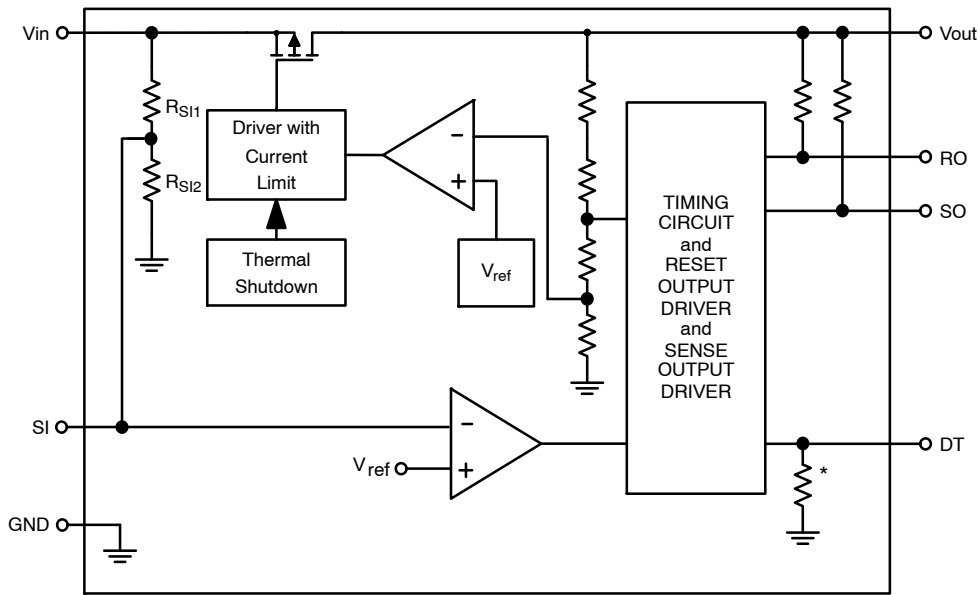 Vin
Vout
RSI1
RSI2
Driver with
Current
Limit
Thermal
Shutdown
−
+
Vref
TIMING
CIRCUIT
and
RESET
OUTPUT
DRIVER
and
SENSE
OUTPUT
DRIVER
RO
SO
SI
−
Vref
+
DT
*
GND